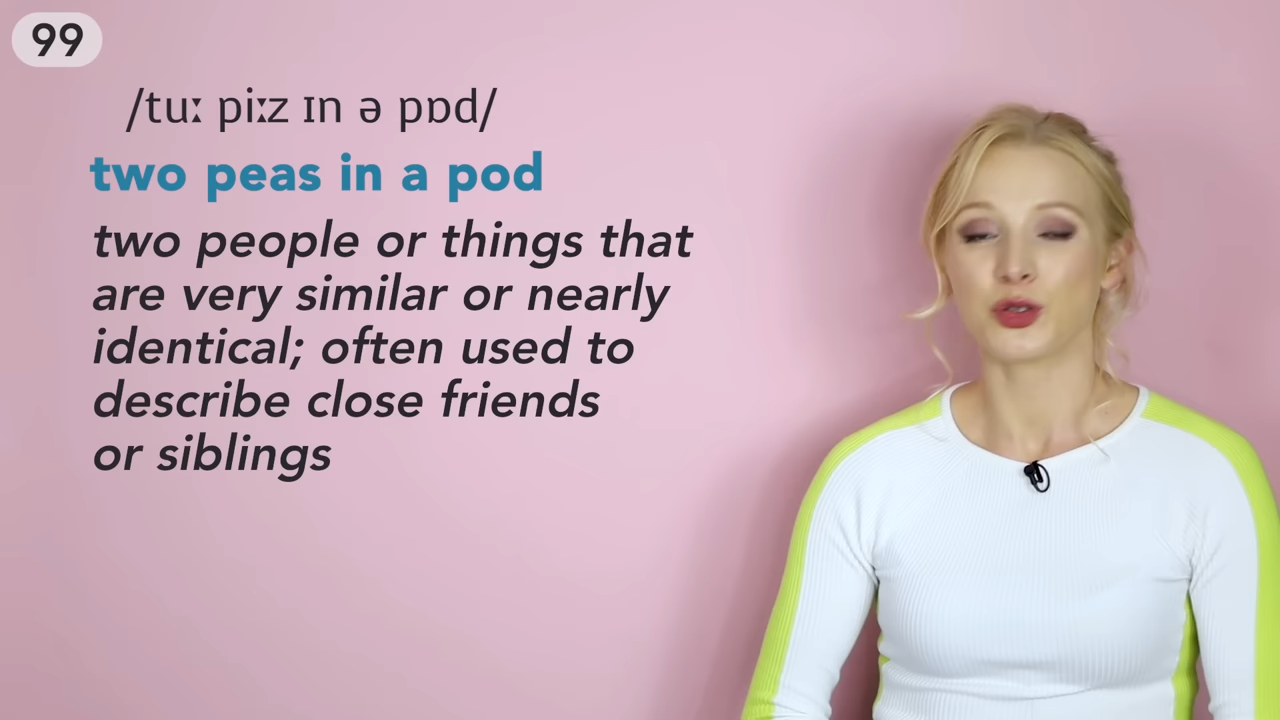 99
/tuː piːz ɪn ə pɒd/
two peas in a pod
two people or things that
are very similar or nearly
identical; often used to
describe close friends
or siblings